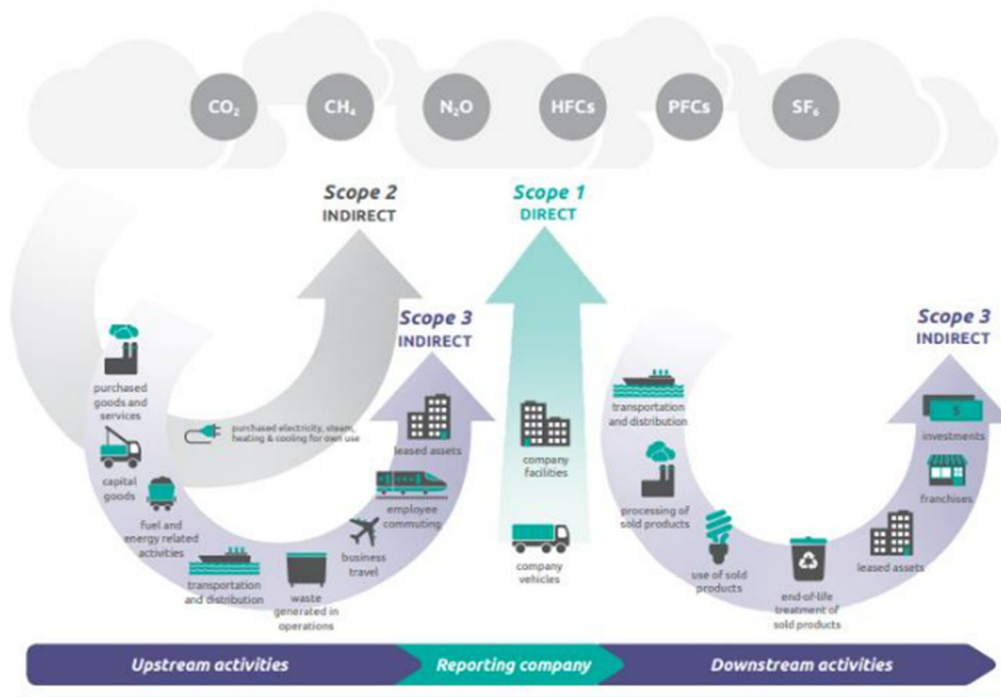 CO₂
CH₄
N₂O
HFCs
PFCs
SF₆
Scope 2
INDIRECT
Scope 1
DIRECT
Scope 3
INDIRECT
Scope 3
INDIRECT
purchased
goods and
services
capital
goods
fuel and
energy related
activities
transportation
and distribution
waste
generated in
operations
business
travel
employee
commuting
leased assets
purchased electricity, steam,
heating & cooling for own use
company
facilities
company
vehicles
transportation
and distribution
processing of
sold products
use of sold
products
end-of-life
treatment of
sold products
leased assets
franchises
$
investments
Upstream activities
Reporting company
Downstream activities